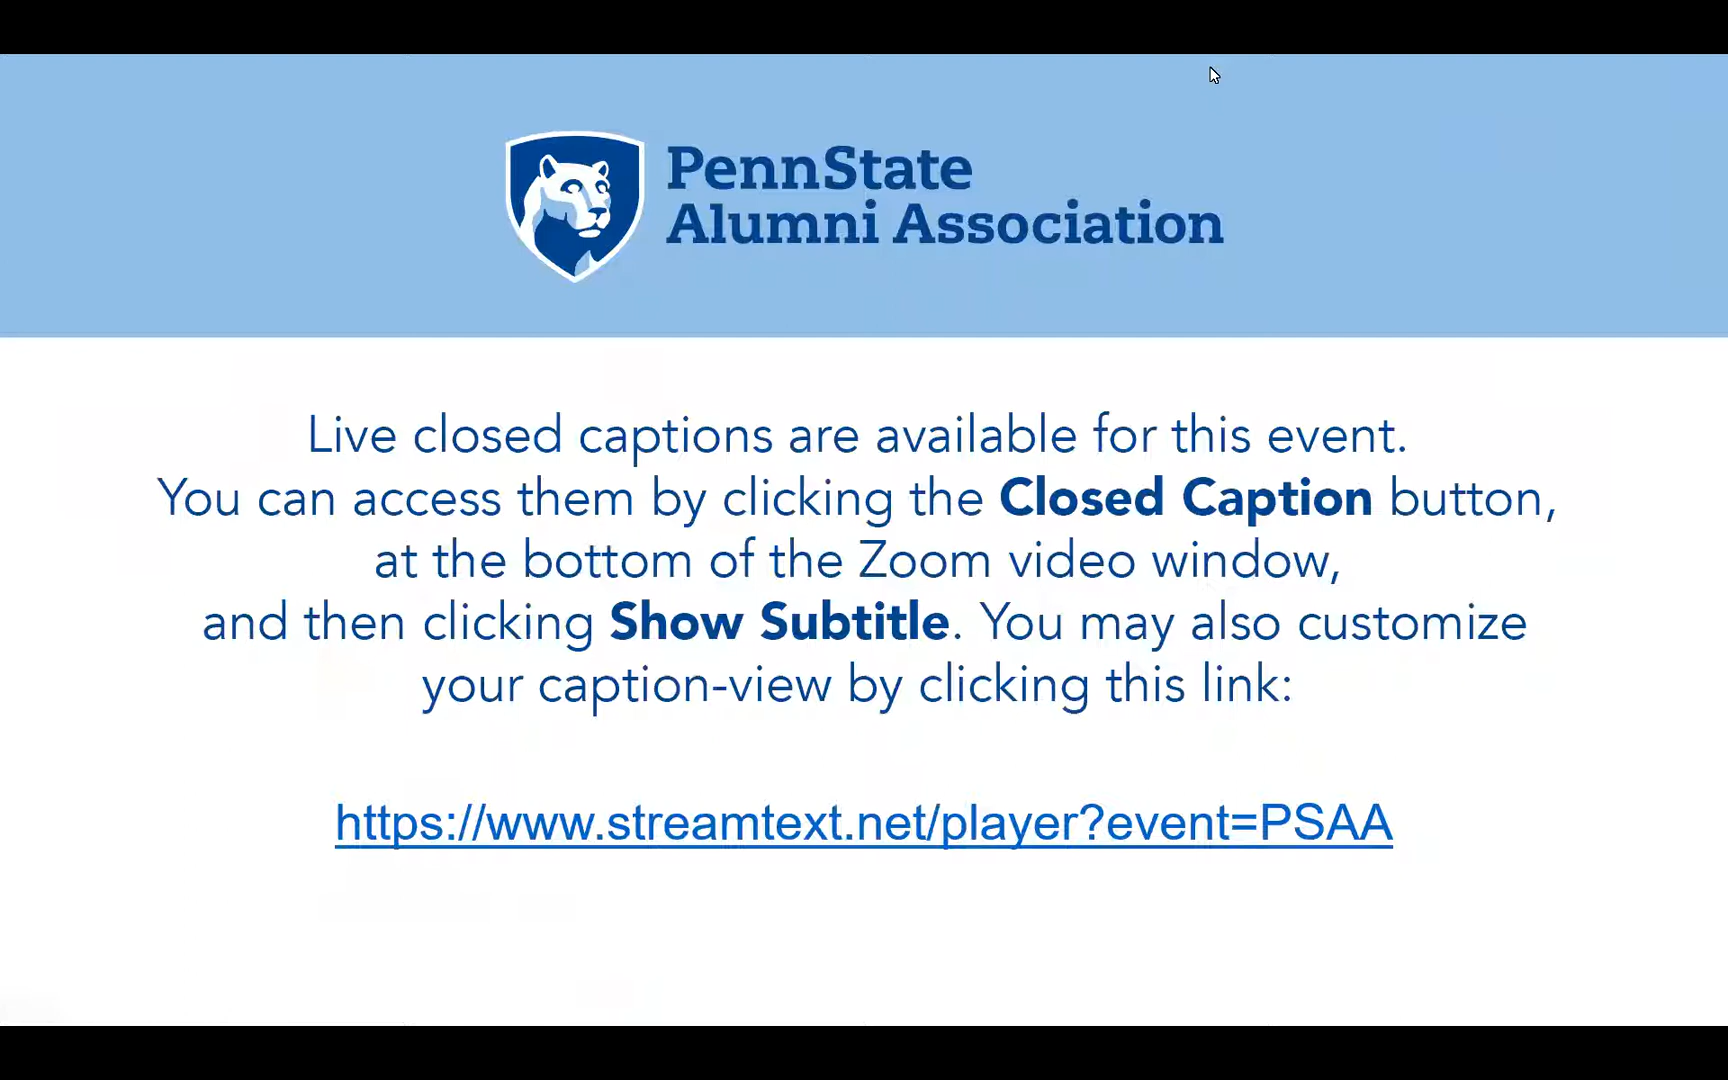 PennState
Alumni Association
Live closed captions are available for this event.
You can access them by clicking the Closed Caption button,
at the bottom of the Zoom video window,
and then clicking Show Subtitle. You may also customize
your caption-view by clicking this link:
https://www.streamtext.net/player?event=PSAA